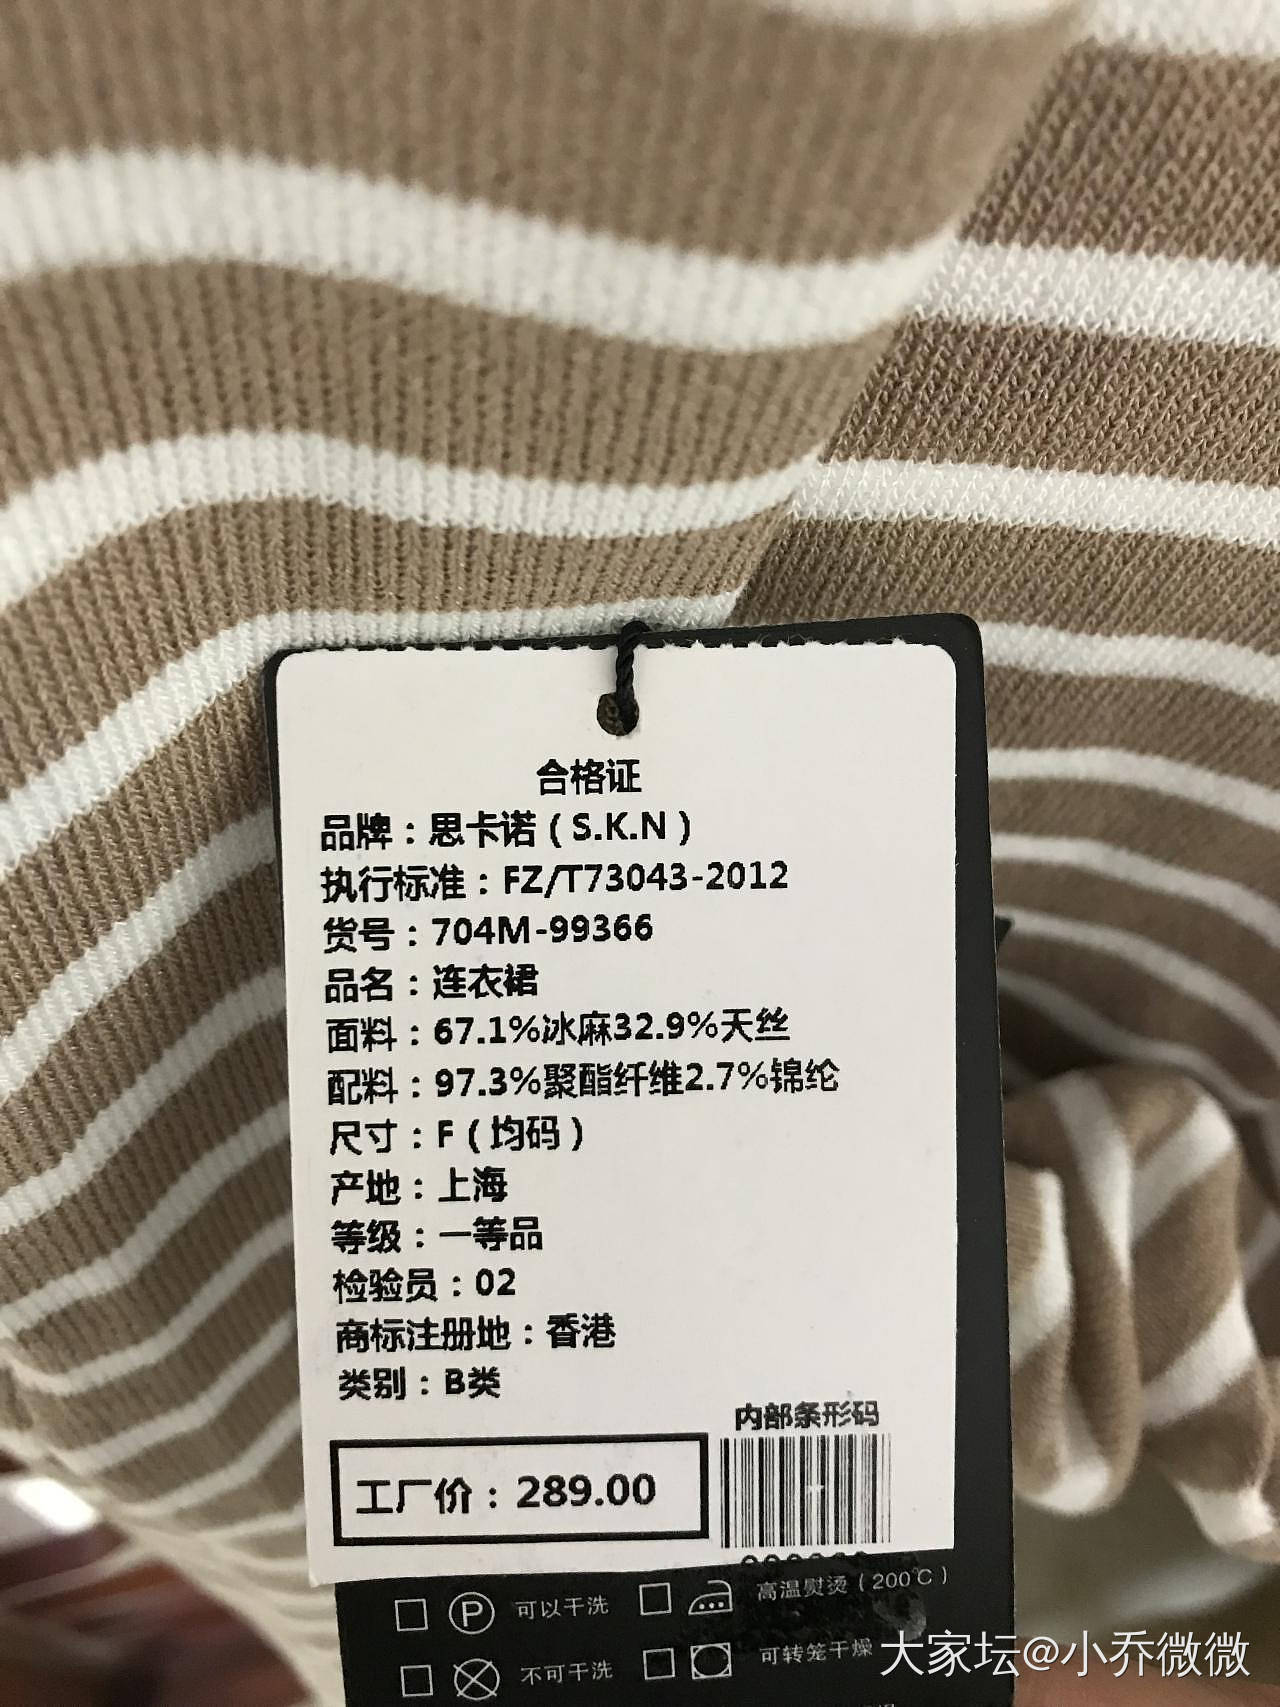 合格证
品牌：思卡诺（S.K.N）
执行标准：FZ/T73043-2012
货号：704M-99366
品名：连衣裙
面料：67.1%冰麻32.9%天丝
配料：97.3%聚酯纤维2.7%锦纶
尺寸：F（均码）
产地：上海
等级：一等品
检验员：02
商标注册地：香港
类别：B类
内部条形码
工厂价：289.00
P 可以干洗 高温熨烫（200℃）
不可干洗 可转笼干燥
大家坛@小乔微微